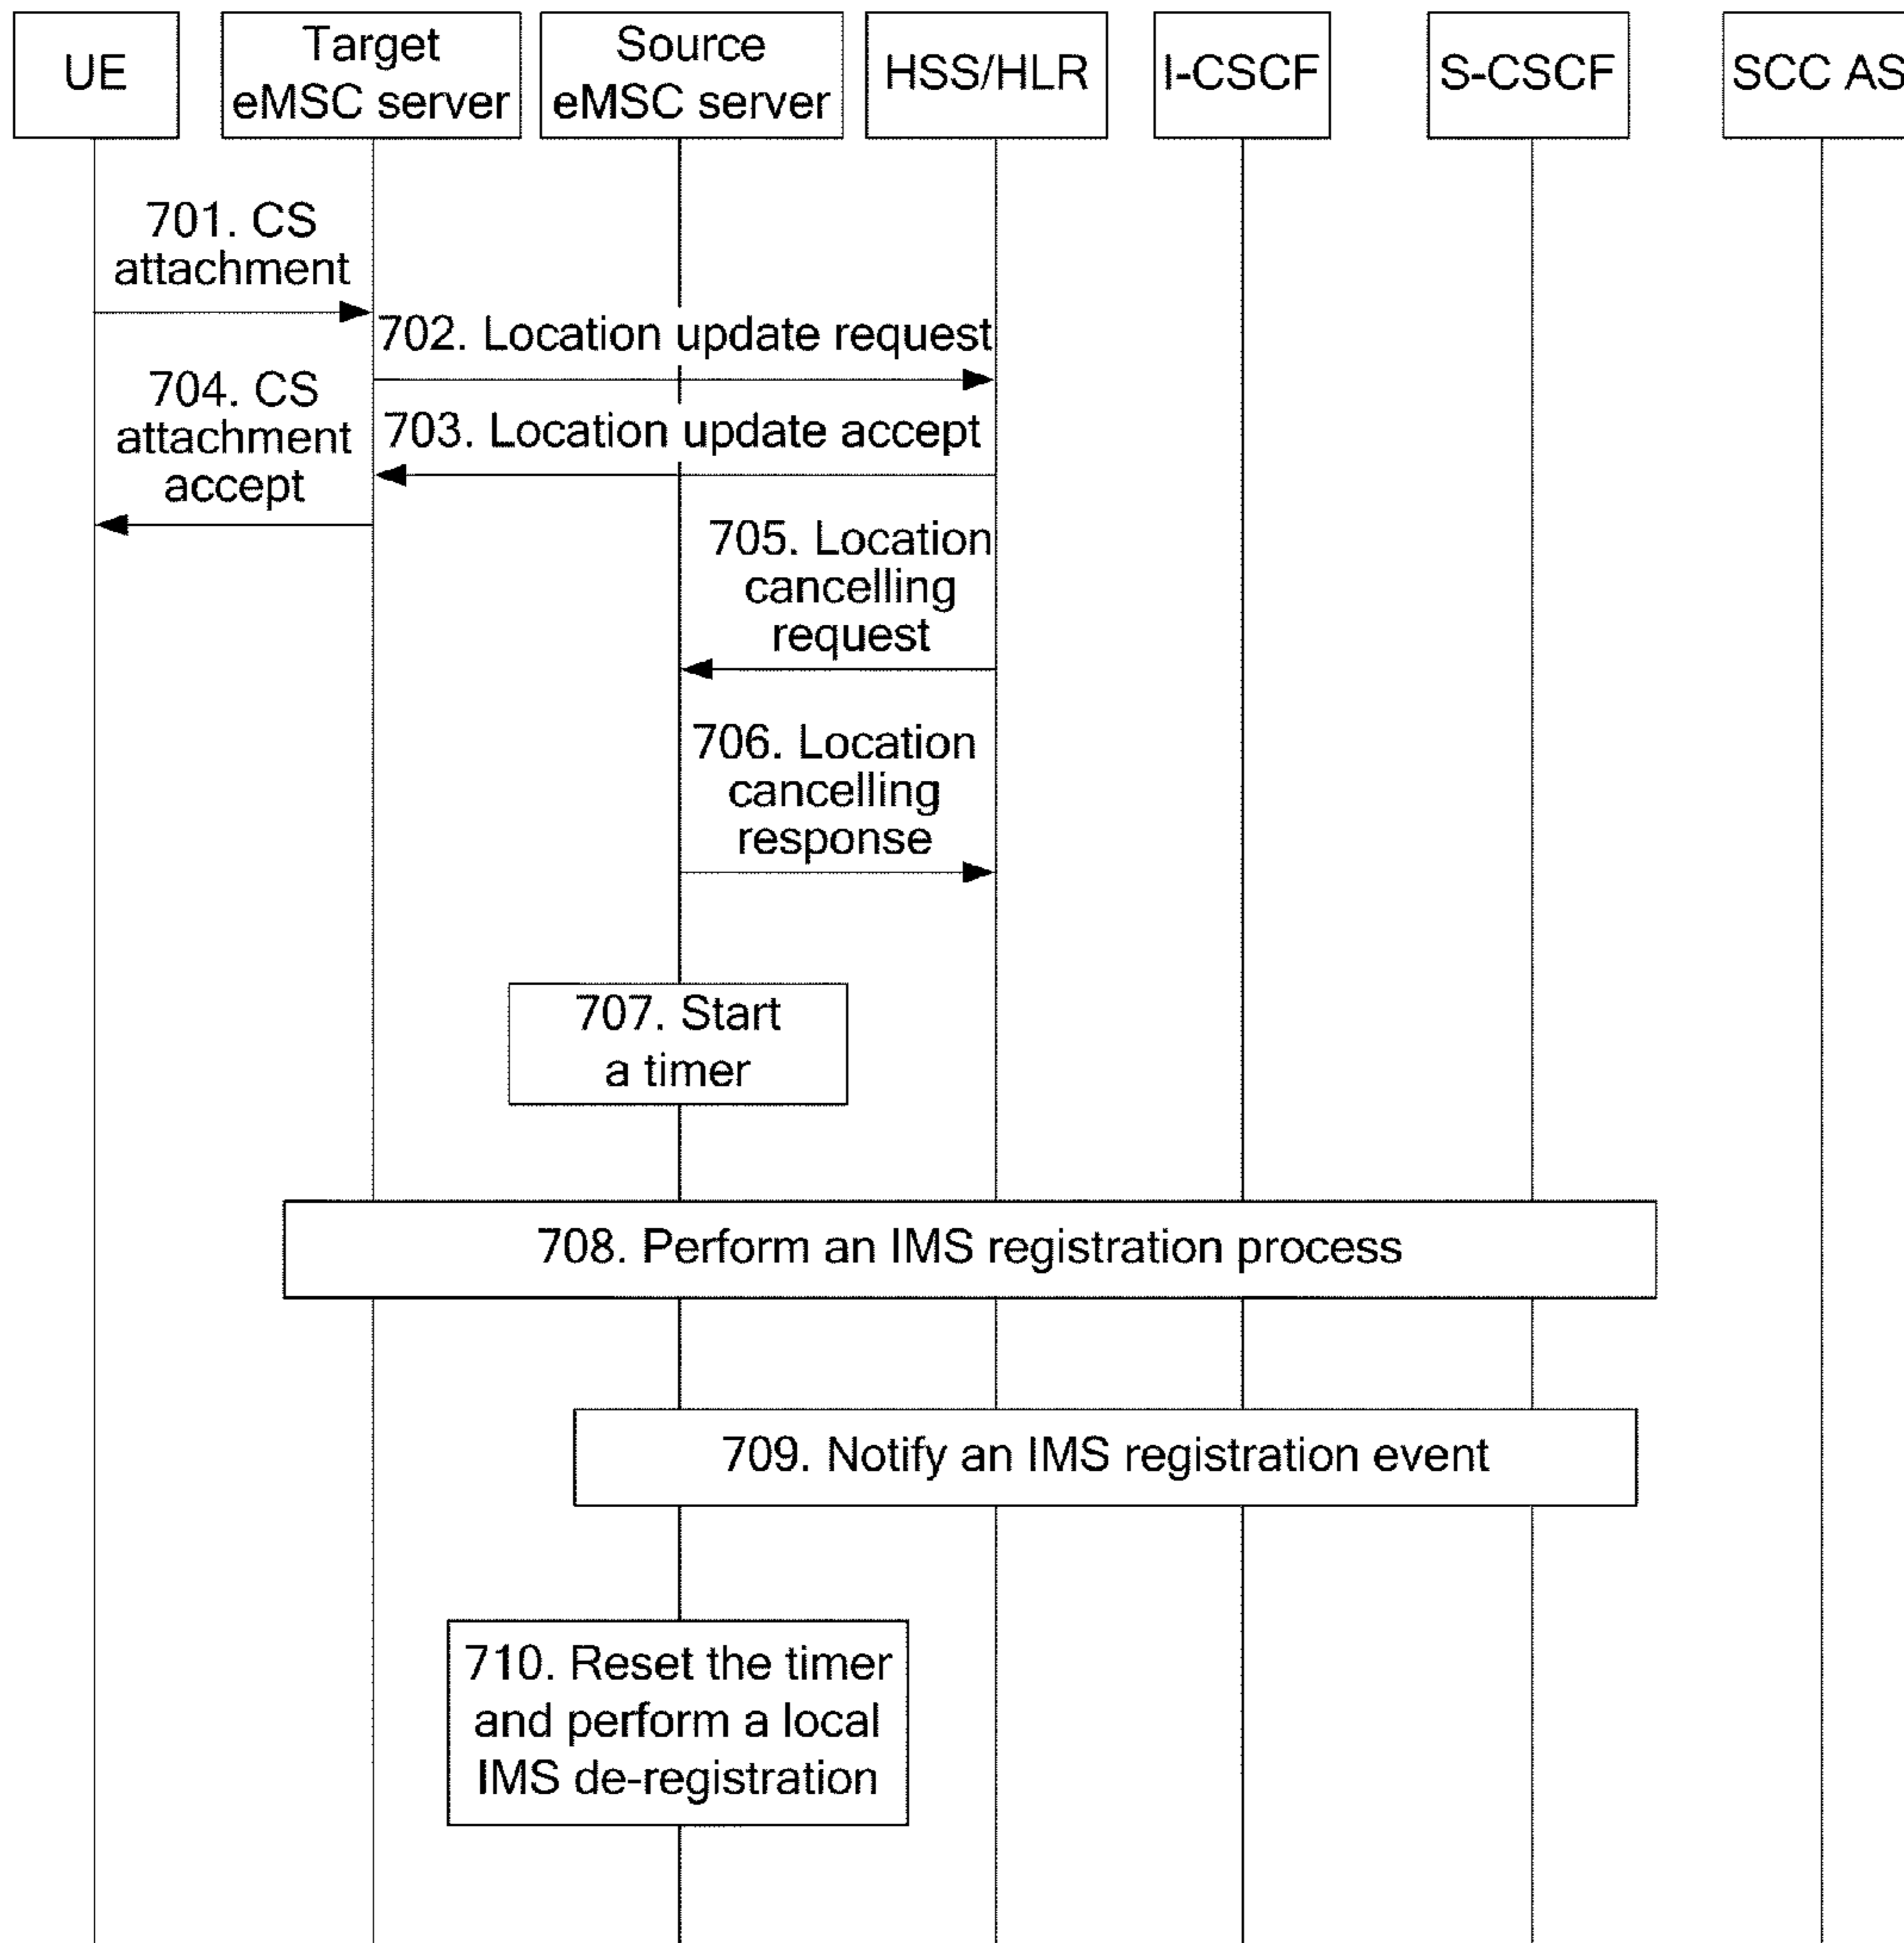 UE
Target
eMSC server
Source
eMSC server
HSS/HLR
I-CSCF
S-CSCF
SCC AS
701. CS
attachment
702. Location update request
703. Location update accept
704. CS
attachment
accept
705. Location
cancelling
request
706. Location
cancelling
response
707. Start
a timer
708. Perform an IMS registration process
709. Notify an IMS registration event
710. Reset the timer
and perform a local
IMS de-registration